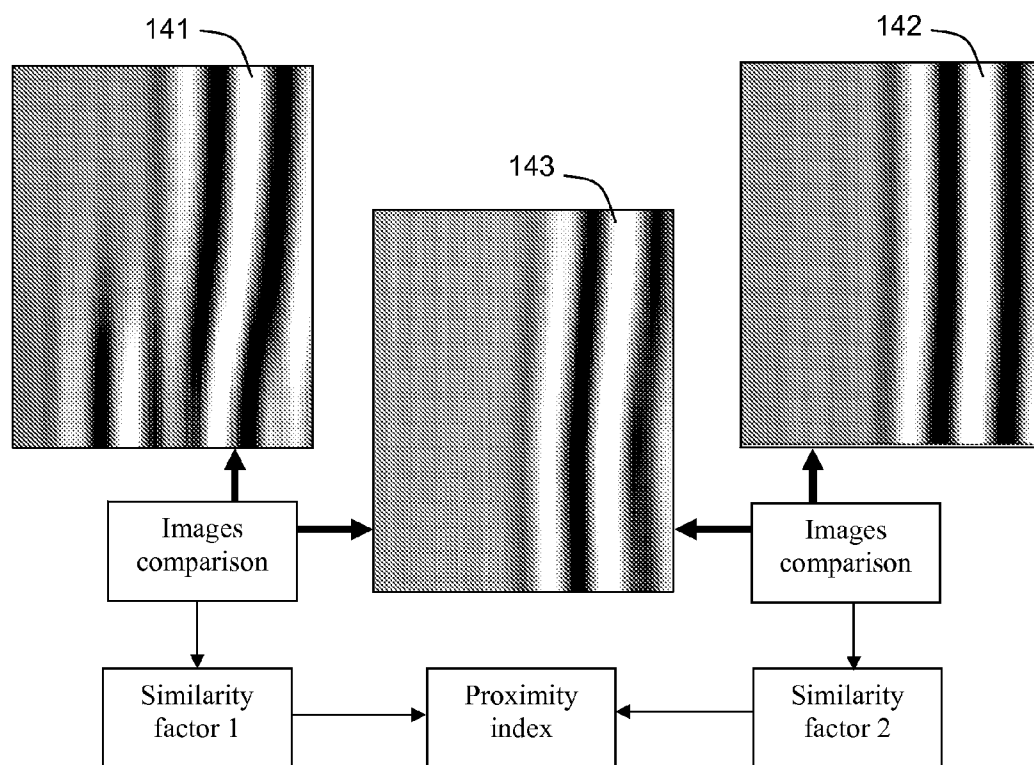 141
142
143
Images
comparison
Images
comparison
Similarity
factor 1
Proximity
index
Similarity
factor 2